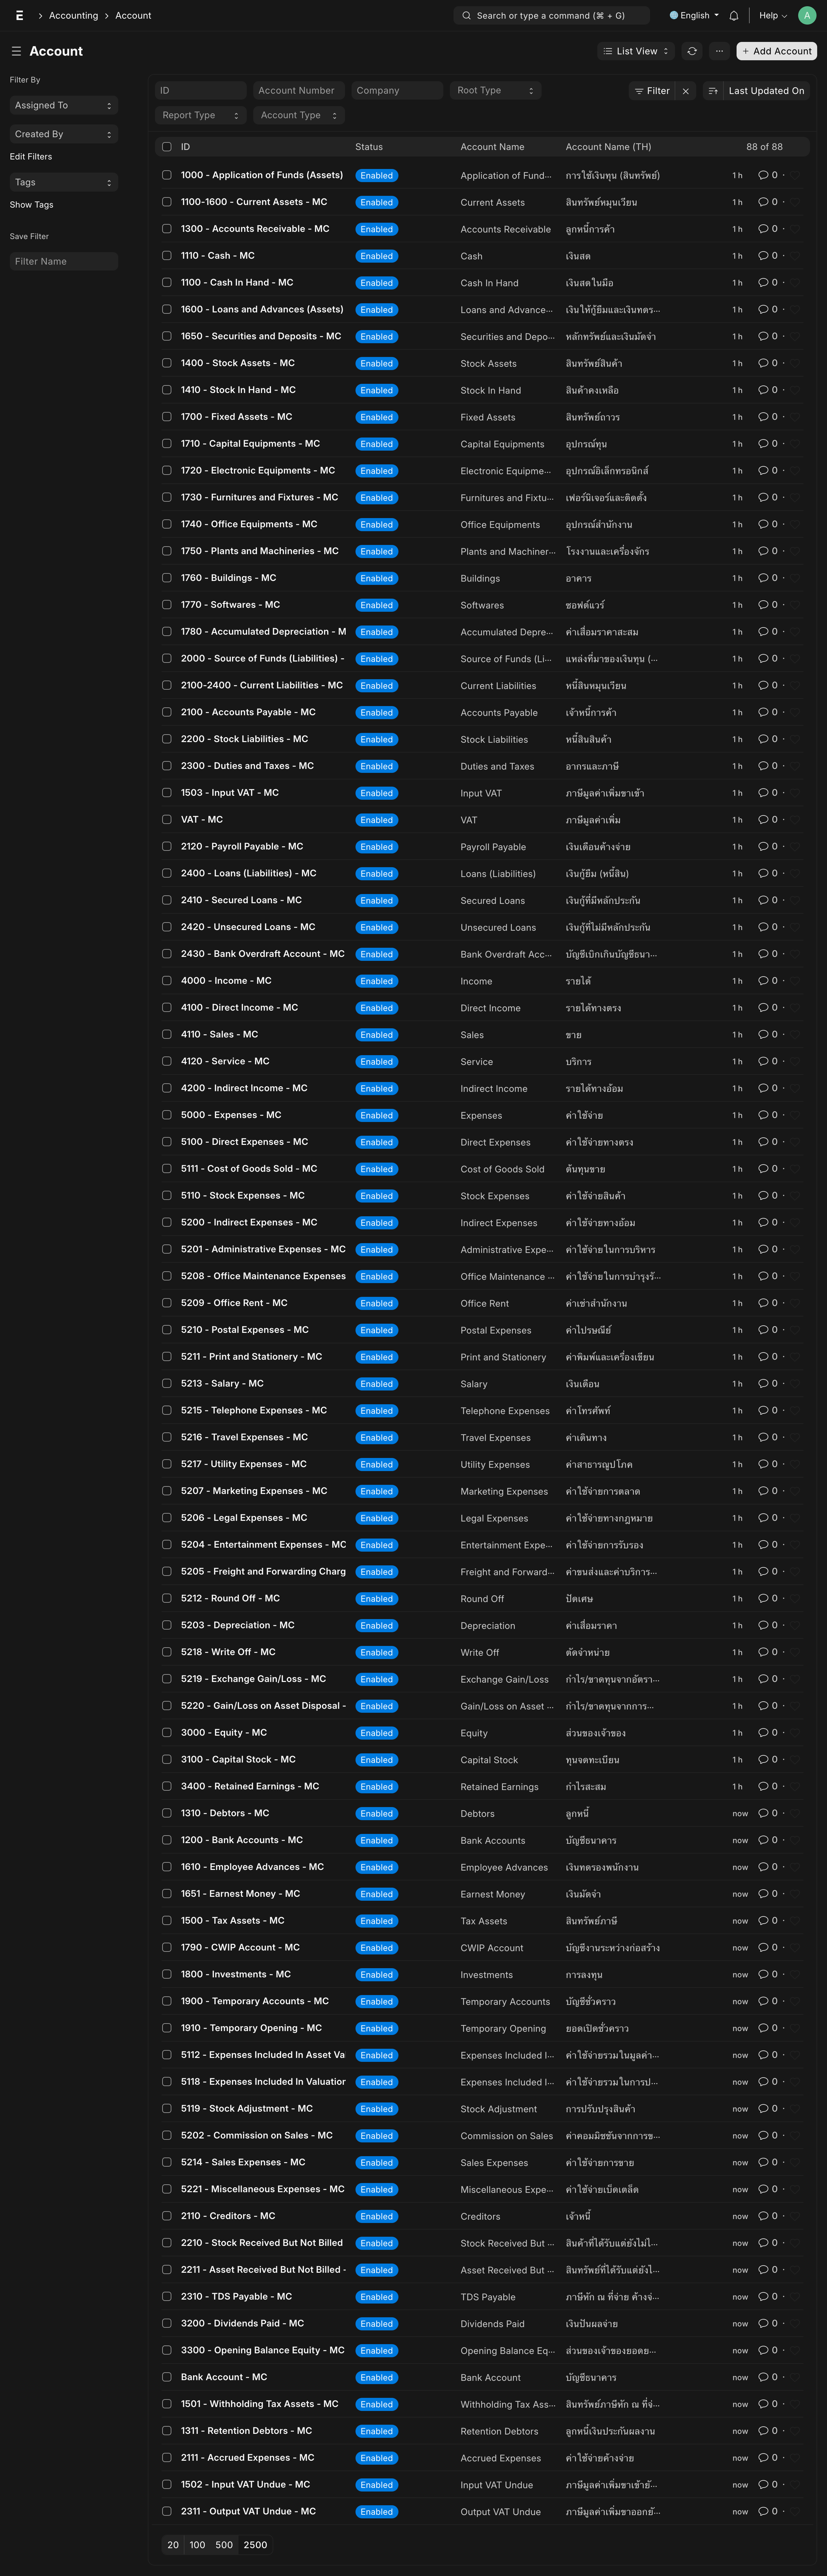 E > Accounting > Account Search or type a command (⌘ + G) English Help A
Account List View ... + Add Account
Filter By
Assigned To
Created By
Edit Filters
Tags
Show Tags
Save Filter
Filter Name
ID Account Number Company Root Type Filter Last Updated On
Report Type Account Type
ID Status Account Name Account Name (TH) 88 of 88
1000 - Application of Funds (Assets) Enabled Application of Fund... การใช้เงินทุน (สินทรัพย์) 1 h 0
1100-1600 - Current Assets - MC Enabled Current Assets สินทรัพย์หมุนเวียน 1 h 0
1300 - Accounts Receivable - MC Enabled Accounts Receivable ลูกหนี้การค้า 1 h 0
1110 - Cash - MC Enabled Cash เงินสด 1 h 0
1100 - Cash In Hand - MC Enabled Cash In Hand เงินสดในมือ 1 h 0
1600 - Loans and Advances (Assets) Enabled Loans and Advance... เงินให้กู้ยืมและเงินทดร... 1 h 0
1650 - Securities and Deposits - MC Enabled Securities and Depo... หลักทรัพย์และเงินมัดจำ 1 h 0
1400 - Stock Assets - MC Enabled Stock Assets สินทรัพย์สินค้า 1 h 0
1410 - Stock In Hand - MC Enabled Stock In Hand สินค้าคงเหลือ 1 h 0
1700 - Fixed Assets - MC Enabled Fixed Assets สินทรัพย์ถาวร 1 h 0
1710 - Capital Equipments - MC Enabled Capital Equipments อุปกรณ์ทุน 1 h 0
1720 - Electronic Equipments - MC Enabled Electronic Equipme... อุปกรณ์อิเล็กทรอนิกส์ 1 h 0
1730 - Furnitures and Fixtures - MC Enabled Furnitures and Fixtu... เฟอร์นิเจอร์และติดตั้ง 1 h 0
1740 - Office Equipments - MC Enabled Office Equipments อุปกรณ์สำนักงาน 1 h 0
1750 - Plants and Machineries - MC Enabled Plants and Machiner... โรงงานและเครื่องจักร 1 h 0
1760 - Buildings - MC Enabled Buildings อาคาร 1 h 0
1770 - Softwares - MC Enabled Softwares ซอฟต์แวร์ 1 h 0
1780 - Accumulated Depreciation - M Enabled Accumulated Depre... ค่าเสื่อมราคาสะสม 1 h 0
2000 - Source of Funds (Liabilities) - Enabled Source of Funds (Li... แหล่งที่มาของเงินทุน (... 1 h 0
2100-2400 - Current Liabilities - MC Enabled Current Liabilities หนี้สินหมุนเวียน 1 h 0
2100 - Accounts Payable - MC Enabled Accounts Payable เจ้าหนี้การค้า 1 h 0
2200 - Stock Liabilities - MC Enabled Stock Liabilities หนี้สินสินค้า 1 h 0
2300 - Duties and Taxes - MC Enabled Duties and Taxes อากรและภาษี 1 h 0
1503 - Input VAT - MC Enabled Input VAT ภาษีมูลค่าเพิ่มขาเข้า 1 h 0
VAT - MC Enabled VAT ภาษีมูลค่าเพิ่ม 1 h 0
2120 - Payroll Payable - MC Enabled Payroll Payable เงินเดือนค้างจ่าย 1 h 0
2400 - Loans (Liabilities) - MC Enabled Loans (Liabilities) เงินกู้ยืม (หนี้สิน) 1 h 0
2410 - Secured Loans - MC Enabled Secured Loans เงินกู้ที่มีหลักประกัน 1 h 0
2420 - Unsecured Loans - MC Enabled Unsecured Loans เงินกู้ที่ไม่มีหลักประกัน 1 h 0
2430 - Bank Overdraft Account - MC Enabled Bank Overdraft Acc... บัญชีเบิกเกินบัญชีธนา... 1 h 0
4000 - Income - MC Enabled Income รายได้ 1 h 0
4100 - Direct Income - MC Enabled Direct Income รายได้ทางตรง 1 h 0
4110 - Sales - MC Enabled Sales ขาย 1 h 0
4120 - Service - MC Enabled Service บริการ 1 h 0
4200 - Indirect Income - MC Enabled Indirect Income รายได้ทางอ้อม 1 h 0
5000 - Expenses - MC Enabled Expenses ค่าใช้จ่าย 1 h 0
5100 - Direct Expenses - MC Enabled Direct Expenses ค่าใช้จ่ายทางตรง 1 h 0
5111 - Cost of Goods Sold - MC Enabled Cost of Goods Sold ต้นทุนขาย 1 h 0
5110 - Stock Expenses - MC Enabled Stock Expenses ค่าใช้จ่ายสินค้า 1 h 0
5200 - Indirect Expenses - MC Enabled Indirect Expenses ค่าใช้จ่ายทางอ้อม 1 h 0
5201 - Administrative Expenses - MC Enabled Administrative Expe... ค่าใช้จ่ายในการบริหาร 1 h 0
5208 - Office Maintenance Expenses Enabled Office Maintenance ... ค่าใช้จ่ายในการบำรุงรั... 1 h 0
5209 - Office Rent - MC Enabled Office Rent ค่าเช่าสำนักงาน 1 h 0
5210 - Postal Expenses - MC Enabled Postal Expenses ค่าไปรษณีย์ 1 h 0
5211 - Print and Stationery - MC Enabled Print and Stationery ค่าพิมพ์และเครื่องเขียน 1 h 0
5213 - Salary - MC Enabled Salary เงินเดือน 1 h 0
5215 - Telephone Expenses - MC Enabled Telephone Expenses ค่าโทรศัพท์ 1 h 0
5216 - Travel Expenses - MC Enabled Travel Expenses ค่าเดินทาง 1 h 0
5217 - Utility Expenses - MC Enabled Utility Expenses ค่าสาธารณูปโภค 1 h 0
5207 - Marketing Expenses - MC Enabled Marketing Expenses ค่าใช้จ่ายการตลาด 1 h 0
5206 - Legal Expenses - MC Enabled Legal Expenses ค่าใช้จ่ายทางกฎหมาย 1 h 0
5204 - Entertainment Expenses - MC Enabled Entertainment Expe... ค่าใช้จ่ายการรับรอง 1 h 0
5205 - Freight and Forwarding Charg Enabled Freight and Forward... ค่าขนส่งและค่าบริการ... 1 h 0
5212 - Round Off - MC Enabled Round Off ปัดเศษ 1 h 0
5203 - Depreciation - MC Enabled Depreciation ค่าเสื่อมราคา 1 h 0
5218 - Write Off - MC Enabled Write Off ตัดจำหน่าย 1 h 0
5219 - Exchange Gain/Loss - MC Enabled Exchange Gain/Loss กำไร/ขาดทุนจากอัตรา... 1 h 0
5220 - Gain/Loss on Asset Disposal - Enabled Gain/Loss on Asset ... กำไร/ขาดทุนจากการ... 1 h 0
3000 - Equity - MC Enabled Equity ส่วนของเจ้าของ 1 h 0
3100 - Capital Stock - MC Enabled Capital Stock ทุนจดทะเบียน 1 h 0
3400 - Retained Earnings - MC Enabled Retained Earnings กำไรสะสม 1 h 0
1310 - Debtors - MC Enabled Debtors ลูกหนี้ now 0
1200 - Bank Accounts - MC Enabled Bank Accounts บัญชีธนาคาร now 0
1610 - Employee Advances - MC Enabled Employee Advances เงินทดรองพนักงาน now 0
1651 - Earnest Money - MC Enabled Earnest Money เงินมัดจำ now 0
1500 - Tax Assets - MC Enabled Tax Assets สินทรัพย์ภาษี now 0
1790 - CWIP Account - MC Enabled CWIP Account บัญชีงานระหว่างก่อสร้าง now 0
1800 - Investments - MC Enabled Investments การลงทุน now 0
1900 - Temporary Accounts - MC Enabled Temporary Accounts บัญชีชั่วคราว now 0
1910 - Temporary Opening - MC Enabled Temporary Opening ยอดเปิดชั่วคราว now 0
5112 - Expenses Included In Asset Va Enabled Expenses Included I... ค่าใช้จ่ายรวมในมูลค่า... now 0
5118 - Expenses Included In Valuation Enabled Expenses Included I... ค่าใช้จ่ายรวมในการป... now 0
5119 - Stock Adjustment - MC Enabled Stock Adjustment การปรับปรุงสินค้า now 0
5202 - Commission on Sales - MC Enabled Commission on Sales ค่าคอมมิชชันจากการข... now 0
5214 - Sales Expenses - MC Enabled Sales Expenses ค่าใช้จ่ายการขาย now 0
5221 - Miscellaneous Expenses - MC Enabled Miscellaneous Expe... ค่าใช้จ่ายเบ็ดเตล็ด now 0
2110 - Creditors - MC Enabled Creditors เจ้าหนี้ now 0
2210 - Stock Received But Not Billed Enabled Stock Received But ... สินค้าที่ได้รับแต่ยังไม่ไ... now 0
2211 - Asset Received But Not Billed - Enabled Asset Received But ... สินทรัพย์ที่ได้รับแต่ยังไ... now 0
2310 - TDS Payable - MC Enabled TDS Payable ภาษีหัก ณ ที่จ่าย ค้างจ่... now 0
3200 - Dividends Paid - MC Enabled Dividends Paid เงินปันผลจ่าย now 0
3300 - Opening Balance Equity - MC Enabled Opening Balance Eq... ส่วนของเจ้าของยอดย... now 0
Bank Account - MC Enabled Bank Account บัญชีธนาคาร now 0
1501 - Withholding Tax Assets - MC Enabled Withholding Tax Ass... สินทรัพย์ภาษีหัก ณ ที่จ่... now 0
1311 - Retention Debtors - MC Enabled Retention Debtors ลูกหนี้เงินประกันผลงาน now 0
2111 - Accrued Expenses - MC Enabled Accrued Expenses ค่าใช้จ่ายค้างจ่าย now 0
1502 - Input VAT Undue - MC Enabled Input VAT Undue ภาษีมูลค่าเพิ่มขาเข้ายั... now 0
2311 - Output VAT Undue - MC Enabled Output VAT Undue ภาษีมูลค่าเพิ่มขาออกยั... now 0
20 100 500 2500